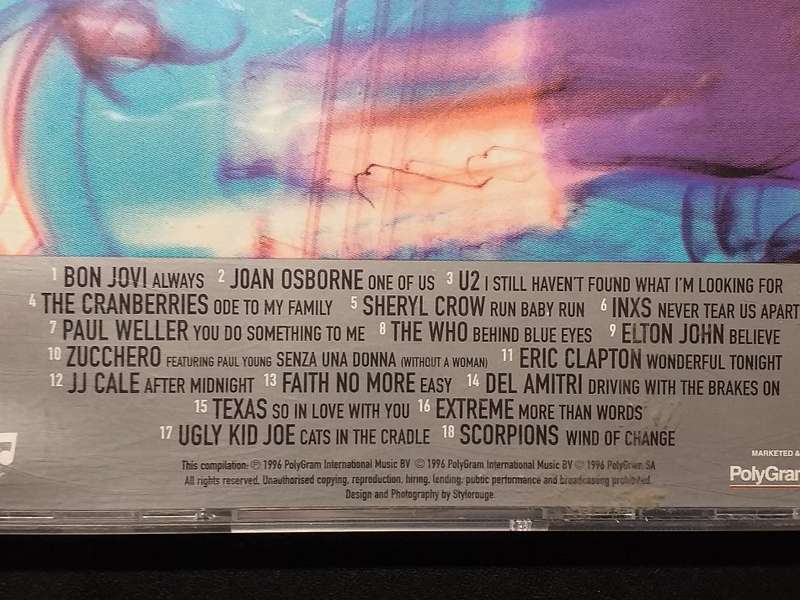 1 BON JOVI ALWAYS 2 JOAN OSBORNE ONE OF US 3 U2 I STILL HAVEN'T FOUND WHAT I'M LOOKING FOR
4 THE CRANBERRIES ODE TO MY FAMILY 5 SHERYL CROW RUN BABY RUN 6 INXS NEVER TEAR US APART
7 PAUL WELLER YOU DO SOMETHING TO ME 8 THE WHO BEHIND BLUE EYES 9 ELTON JOHN BELIEVE
10 ZUCCHERO FEATURING PAUL YOUNG SENZA UNA DONNA (WITHOUT A WOMAN) 11 ERIC CLAPTON WONDERFUL TONIGHT
12 JJ CALE AFTER MIDNIGHT 13 FAITH NO MORE EASY 14 DEL AMITRI DRIVING WITH THE BRAKES ON
15 TEXAS SO IN LOVE WITH YOU 16 EXTREME MORE THAN WORDS
17 UGLY KID JOE CATS IN THE CRADLE 18 SCORPIONS WIND OF CHANGE
This compilation: ℗ 1996 PolyGram International Music BV © 1996 PolyGram International Music BV © 1996 PolyGram SA
All rights reserved. Unauthorised copying, reproduction, hiring, lending, public performance and broadcasting prohibited.
Design and Photography by Stylorouge.
MARKETED &
PolyGram